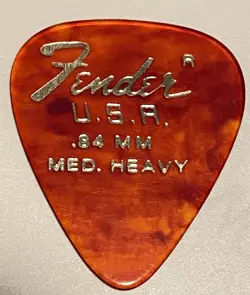 Fender R
U.S.A.
.84 MM
MED. HEAVY